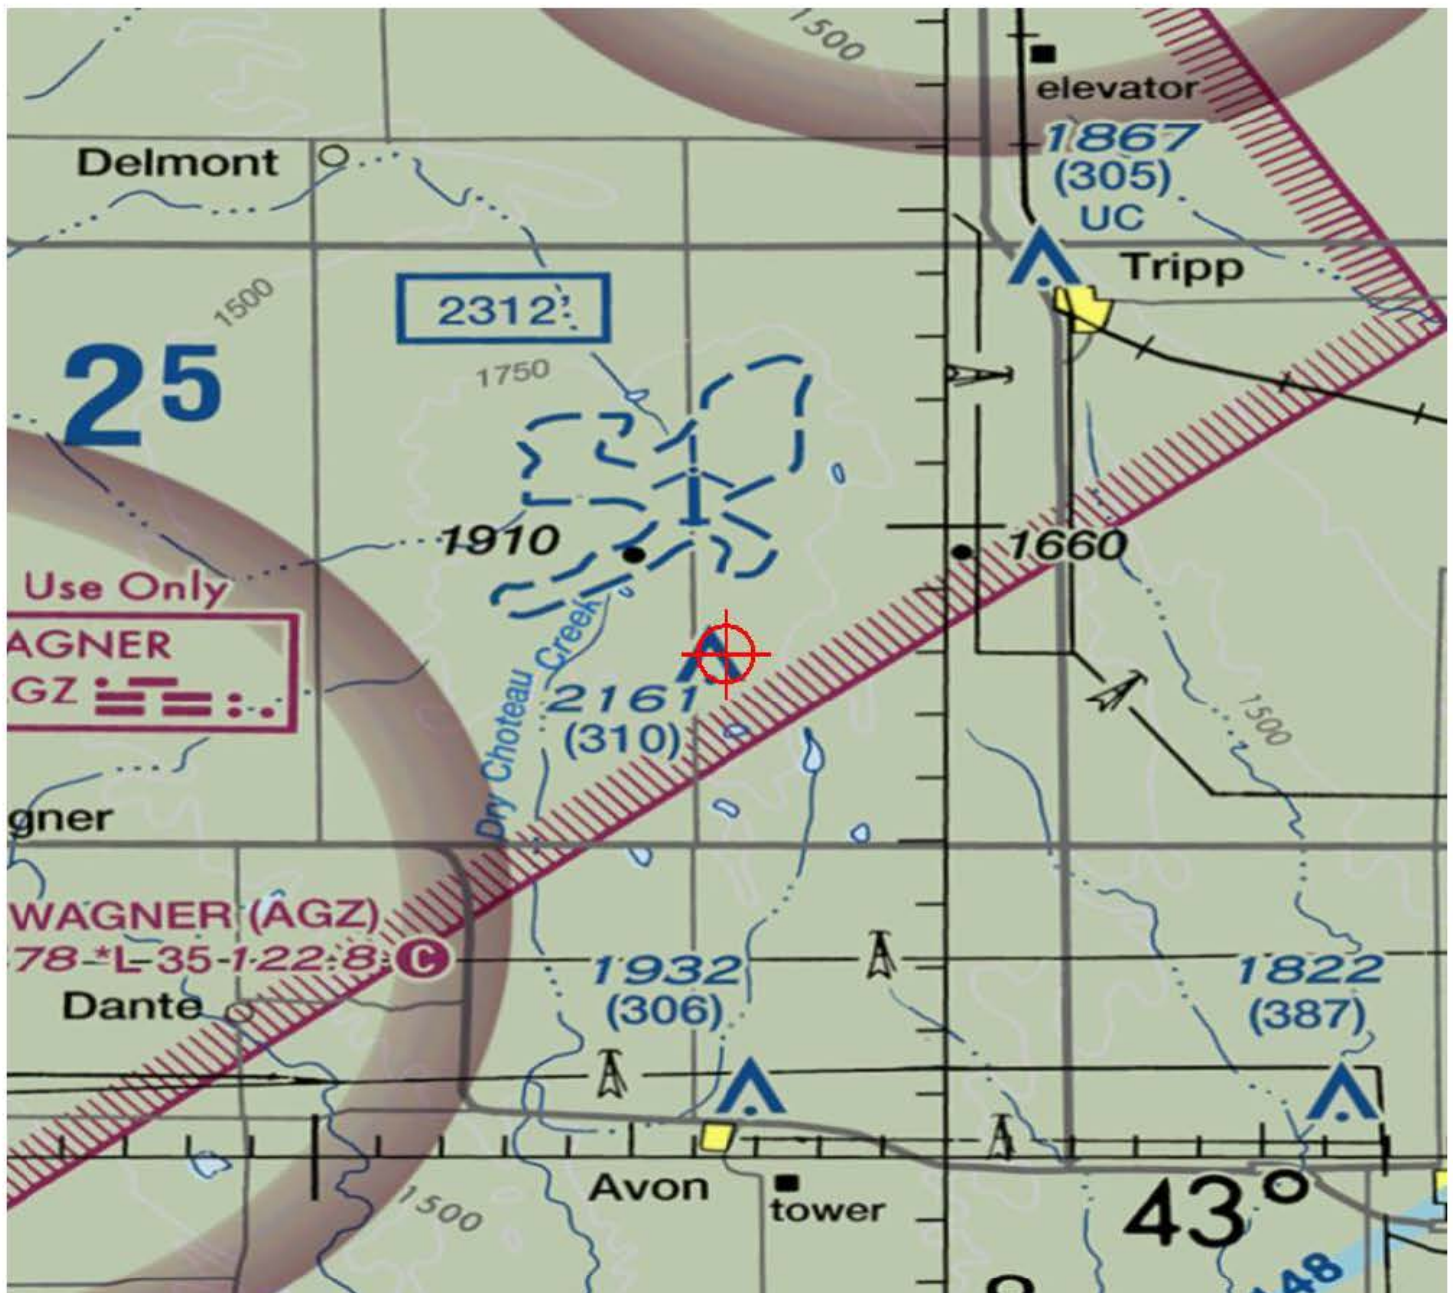 1500
elevator
1867
(305)
UC
Delmont
Tripp
1500
2312'
25
1750
1910
1660
Use Only
AGNER
GZ
Dry Choteau Creek
2161
(310)
1500
gner
WAGNER (AGZ)
78 *L 35 122.8 C
Dante
1932
(306)
1822
(387)
Avon
tower
1500
43°
148